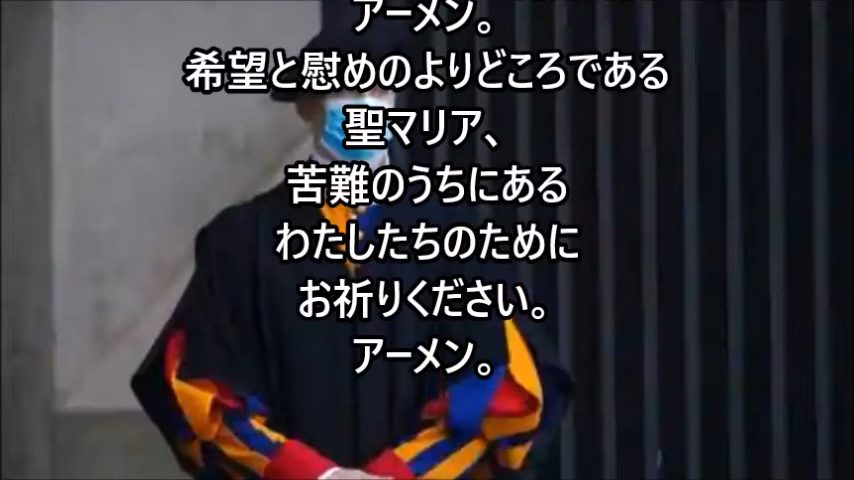 アーメン。
希望と慰めのよりどころである
聖マリア、
苦難のうちにある
わたしたちのために
お祈りください。
アーメン。